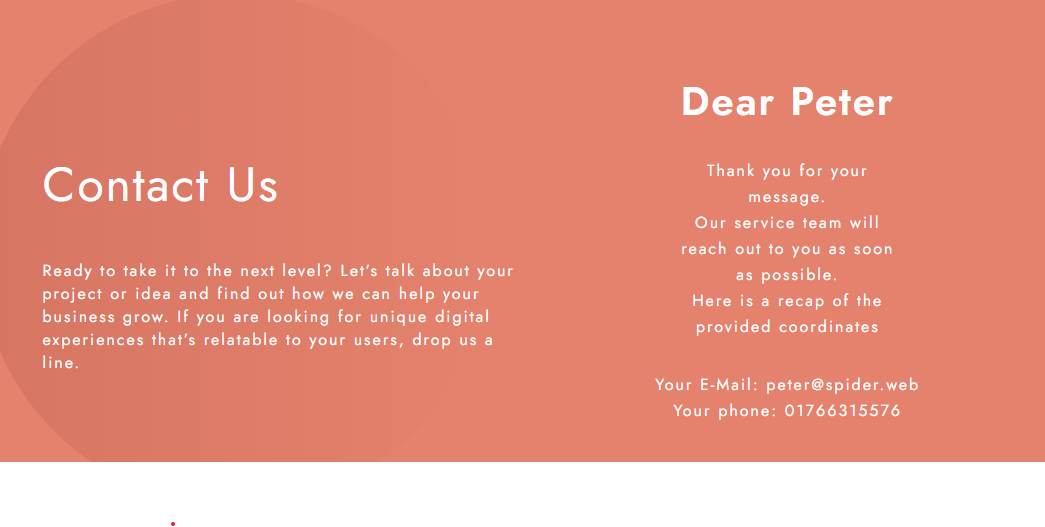 Contact Us
Ready to take it to the next level? Let's talk about your
project or idea and find out how we can help your
business grow. If you are looking for unique digital
experiences that's relatable to your users, drop us a
line.
Dear Peter
Thank you for your
message.
Our service team will
reach out to you as soon
as possible.
Here is a recap of the
provided coordinates
Your E-Mail: peter@spider.web
Your phone: 01766315576